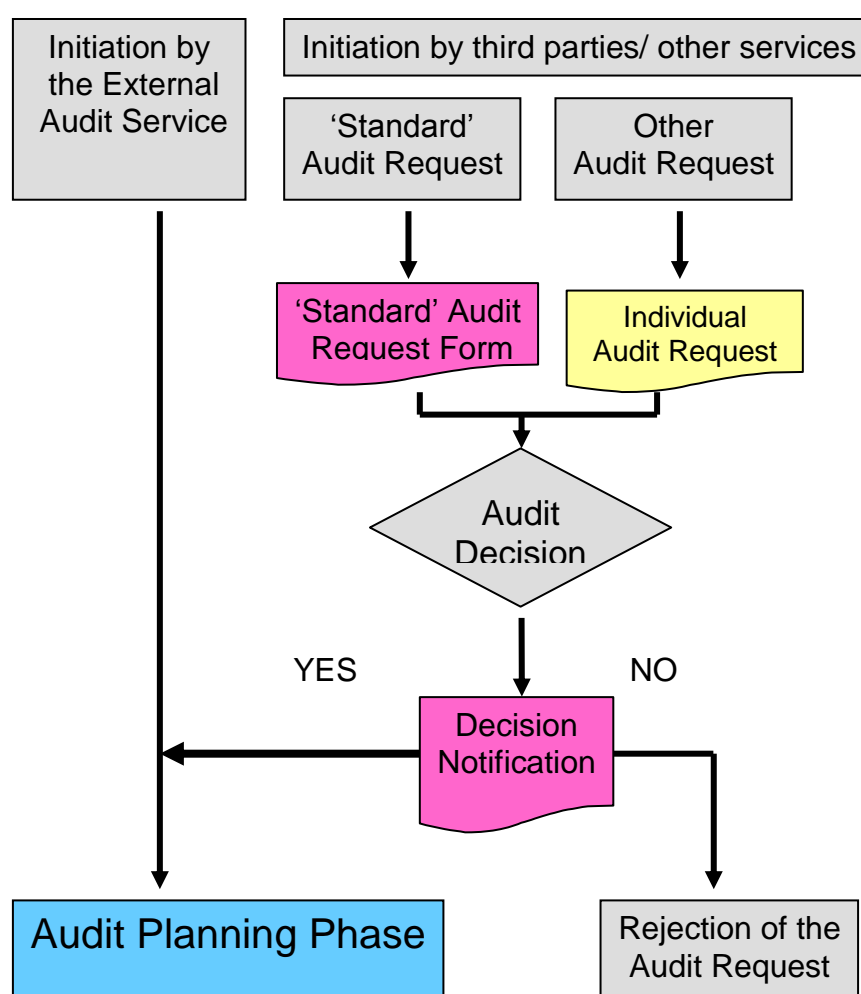 Initiation by
the External
Audit Service
Initiation by third parties/ other services
‘Standard’
Audit Request
Other
Audit Request
‘Standard’ Audit
Request Form
Individual
Audit Request
Audit
Decision
YES
NO
Decision
Notification
Audit Planning Phase
Rejection of the
Audit Request